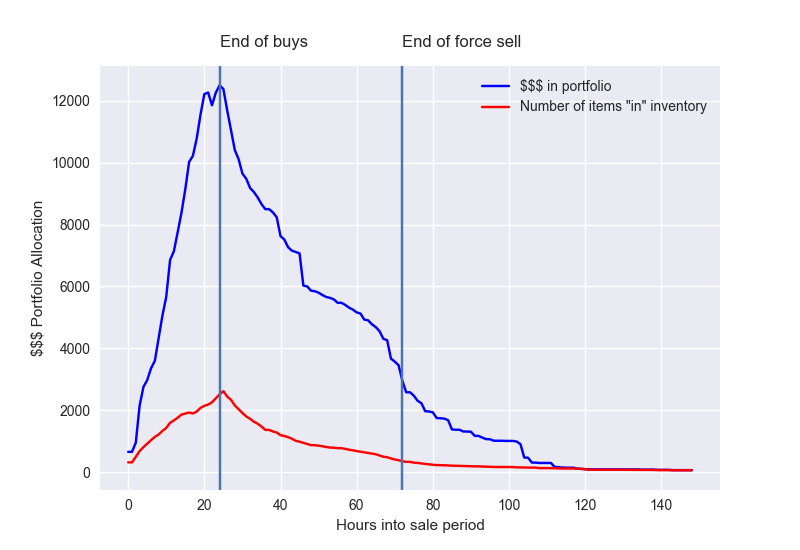 End of buys
End of force sell
$$$ in portfolio
Number of items "in" inventory
$$$ Portfolio Allocation
12000
10000
8000
6000
4000
2000
0
0 20 40 60 80 100 120 140
Hours into sale period